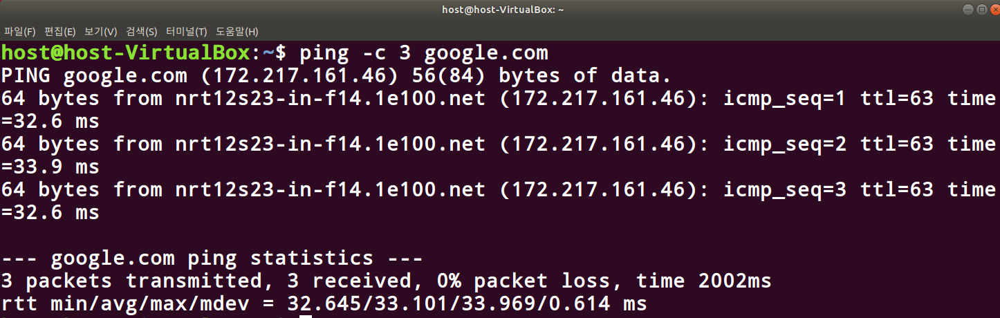 host@host-VirtualBox: ~
파일(F) 편집(E) 보기(V) 검색(S) 터미널(T) 도움말(H)
host@host-VirtualBox:~$ ping -c 3 google.com
PING google.com (172.217.161.46) 56(84) bytes of data.
64 bytes from nrt12s23-in-f14.1e100.net (172.217.161.46): icmp_seq=1 ttl=63 time
=32.6 ms
64 bytes from nrt12s23-in-f14.1e100.net (172.217.161.46): icmp_seq=2 ttl=63 time
=33.9 ms
64 bytes from nrt12s23-in-f14.1e100.net (172.217.161.46): icmp_seq=3 ttl=63 time
=32.6 ms
--- google.com ping statistics ---
3 packets transmitted, 3 received, 0% packet loss, time 2002ms
rtt min/avg/max/mdev = 32.645/33.101/33.969/0.614 ms